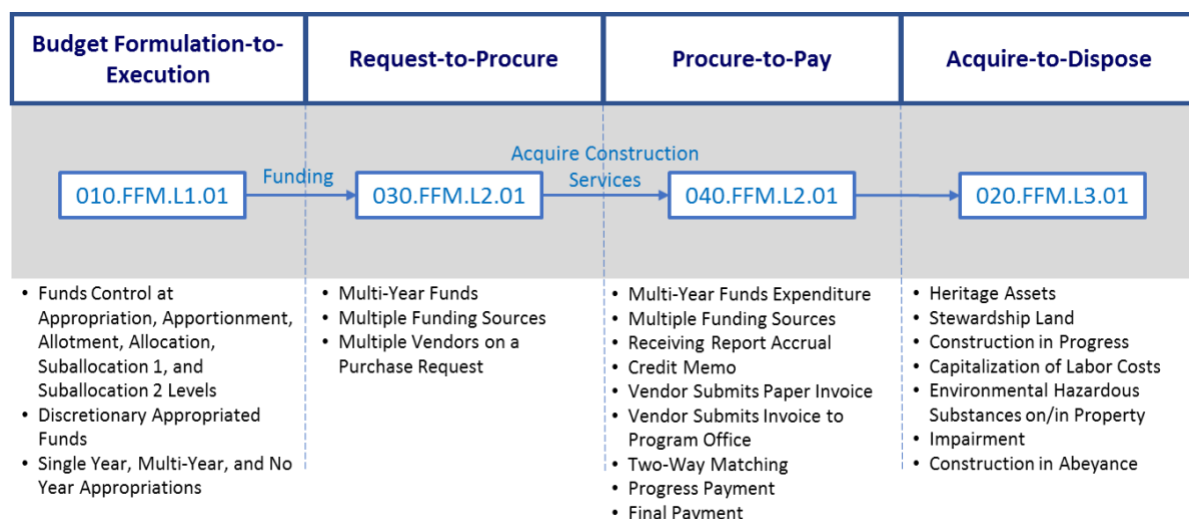 Budget Formulation-to-
Execution
Request-to-Procure
Procure-to-Pay
Acquire-to-Dispose
010.FFM.L1.01
Funding
030.FFM.L2.01
Acquire Construction
Services
040.FFM.L2.01
020.FFM.L3.01
• Funds Control at
Appropriation, Apportionment,
Allotment, Allocation,
Suballocation 1, and
Suballocation 2 Levels
• Discretionary Appropriated
Funds
• Single Year, Multi-Year, and No
Year Appropriations
• Multi-Year Funds
• Multiple Funding Sources
• Multiple Vendors on a
Purchase Request
• Multi-Year Funds Expenditure
• Multiple Funding Sources
• Receiving Report Accrual
• Credit Memo
• Vendor Submits Paper Invoice
• Vendor Submits Invoice to
Program Office
• Two-Way Matching
• Progress Payment
• Final Payment
• Heritage Assets
• Stewardship Land
• Construction in Progress
• Capitalization of Labor Costs
• Environmental Hazardous
Substances on/in Property
• Impairment
• Construction in Abeyance